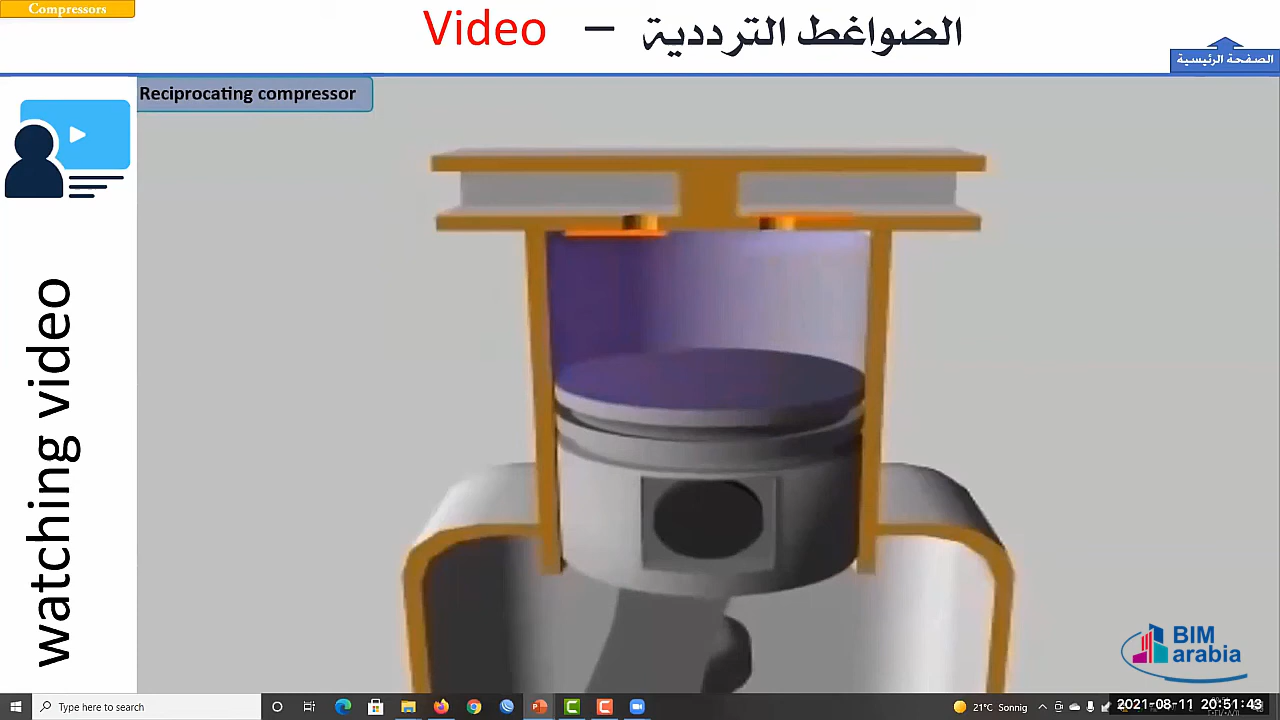 Compressors
الضواغط الترددية – Video
الصفحة الرئيسية
Reciprocating compressor
watching video
BIM
arabia
Type here to search
21°C Sonnig
2021-08-11 20:51:43